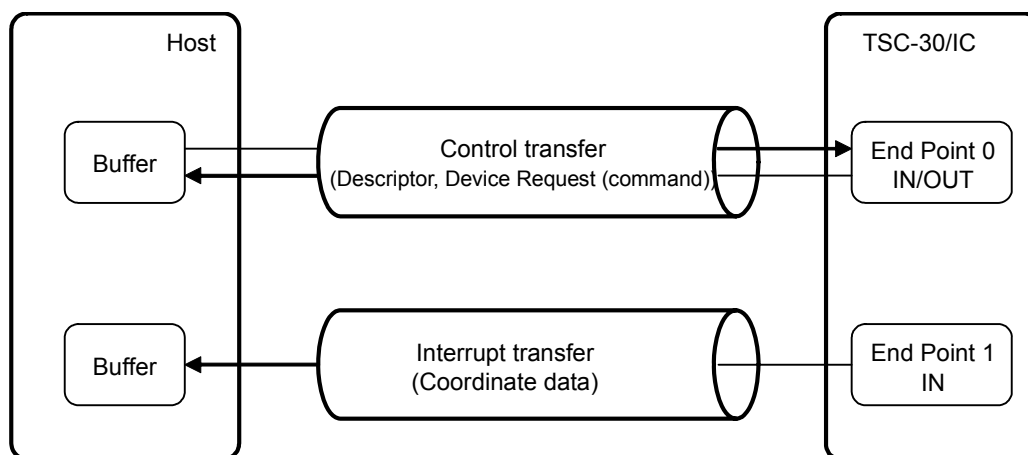 Host
TSC-30/IC
Buffer
Control transfer
(Descriptor, Device Request (command))
End Point 0
IN/OUT
Buffer
Interrupt transfer
(Coordinate data)
End Point 1
IN